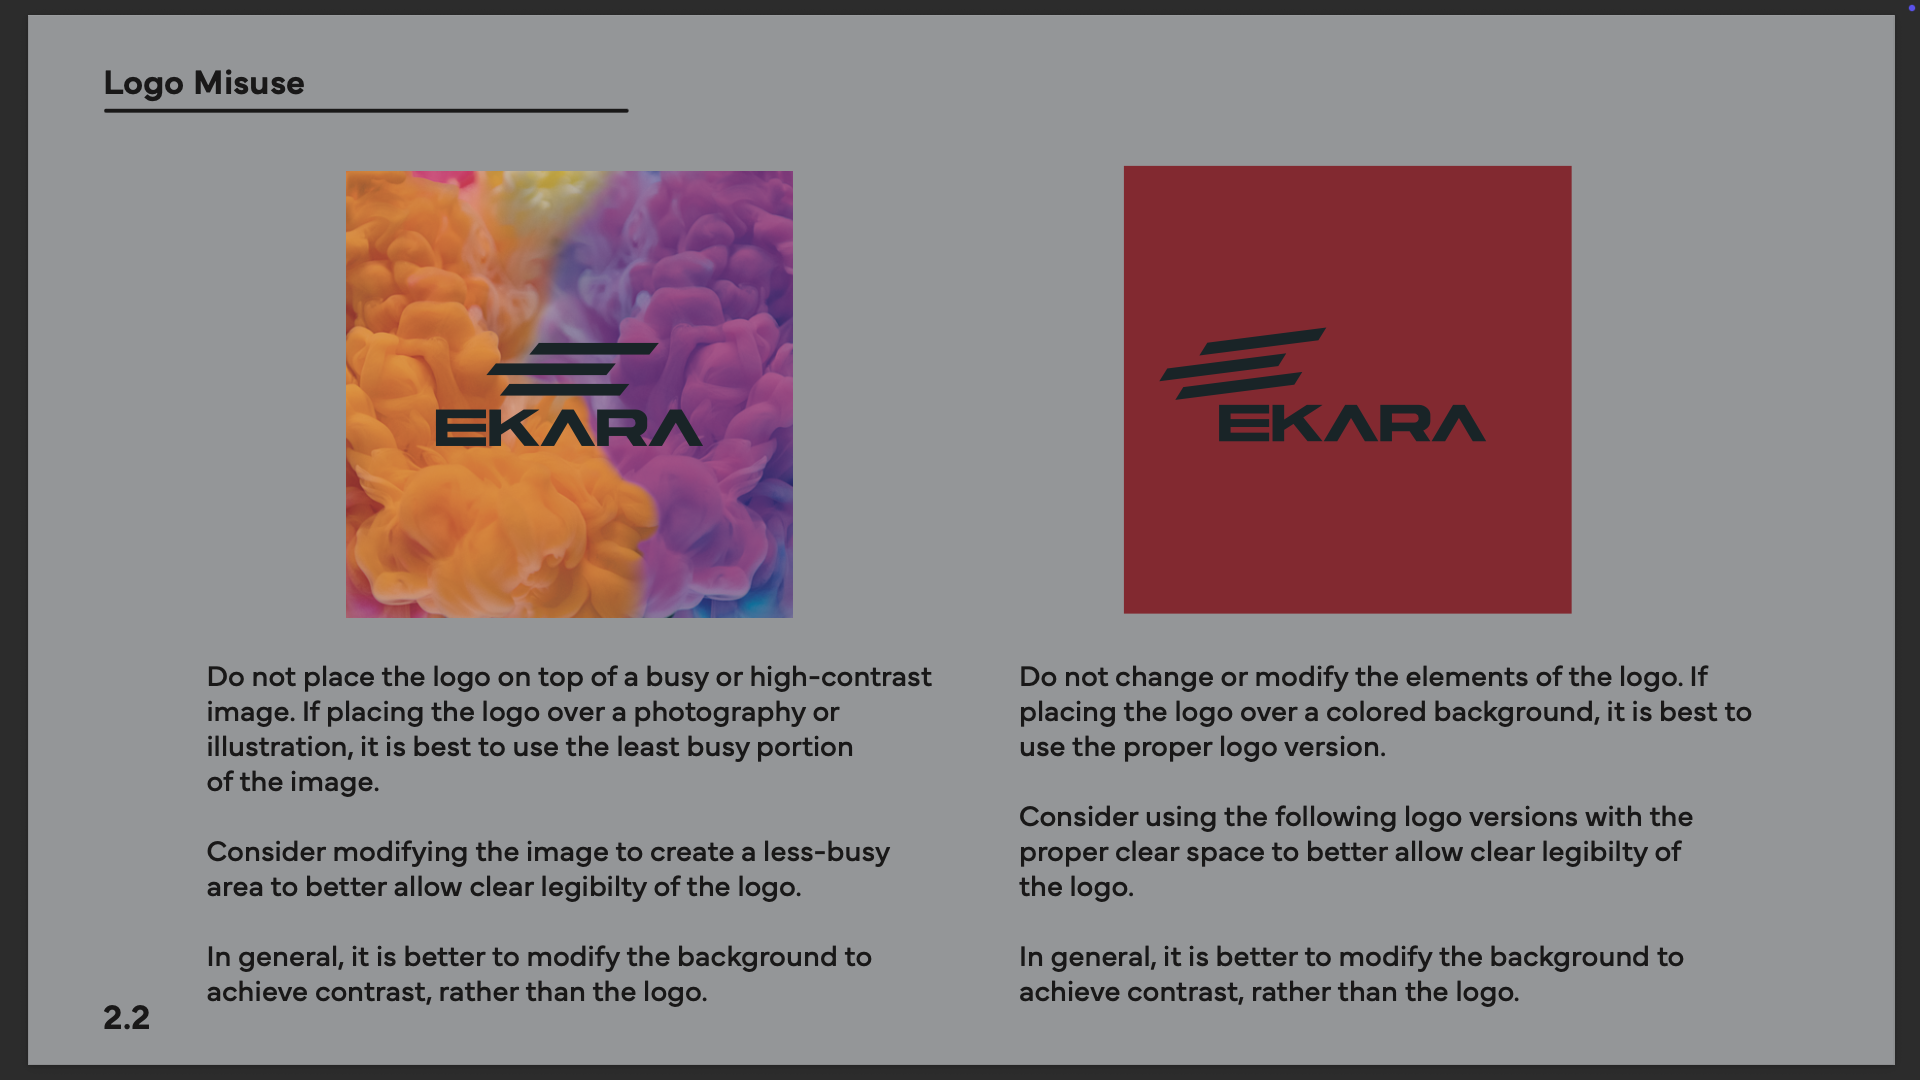 Logo Misuse
EKARA
EKARA
Do not place the logo on top of a busy or high-contrast
image. If placing the logo over a photography or
illustration, it is best to use the least busy portion
of the image.
Consider modifying the image to create a less-busy
area to better allow clear legibilty of the logo.
In general, it is better to modify the background to
achieve contrast, rather than the logo.
Do not change or modify the elements of the logo. If
placing the logo over a colored background, it is best to
use the proper logo version.
Consider using the following logo versions with the
proper clear space to better allow clear legibilty of
the logo.
In general, it is better to modify the background to
achieve contrast, rather than the logo.
2.2